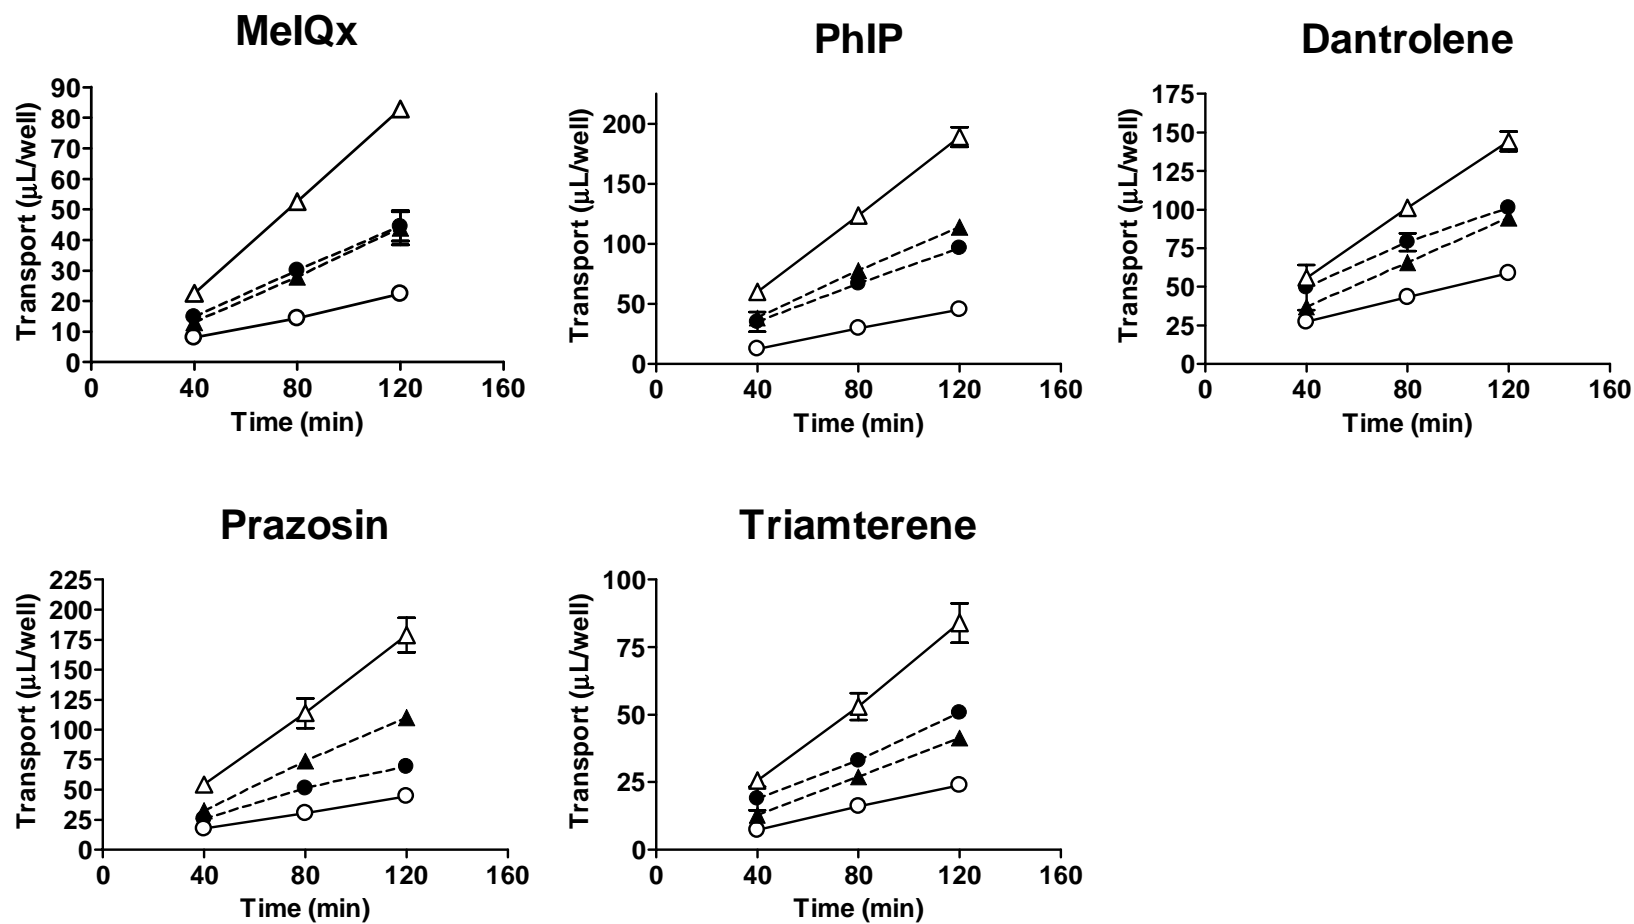 MeIQx
Transport (μL/well)
90
80
70
60
50
40
30
20
10
0
0 40 80 120 160
Time (min)
PhIP
Transport (μL/well)
200
150
100
50
0
0 40 80 120 160
Time (min)
Dantrolene
Transport (μL/well)
175
150
125
100
75
50
25
0
0 40 80 120 160
Time (min)
Prazosin
Transport (μL/well)
225
200
175
150
125
100
75
50
25
0
0 40 80 120 160
Time (min)
Triamterene
Transport (μL/well)
100
75
50
25
0
0 40 80 120 160
Time (min)